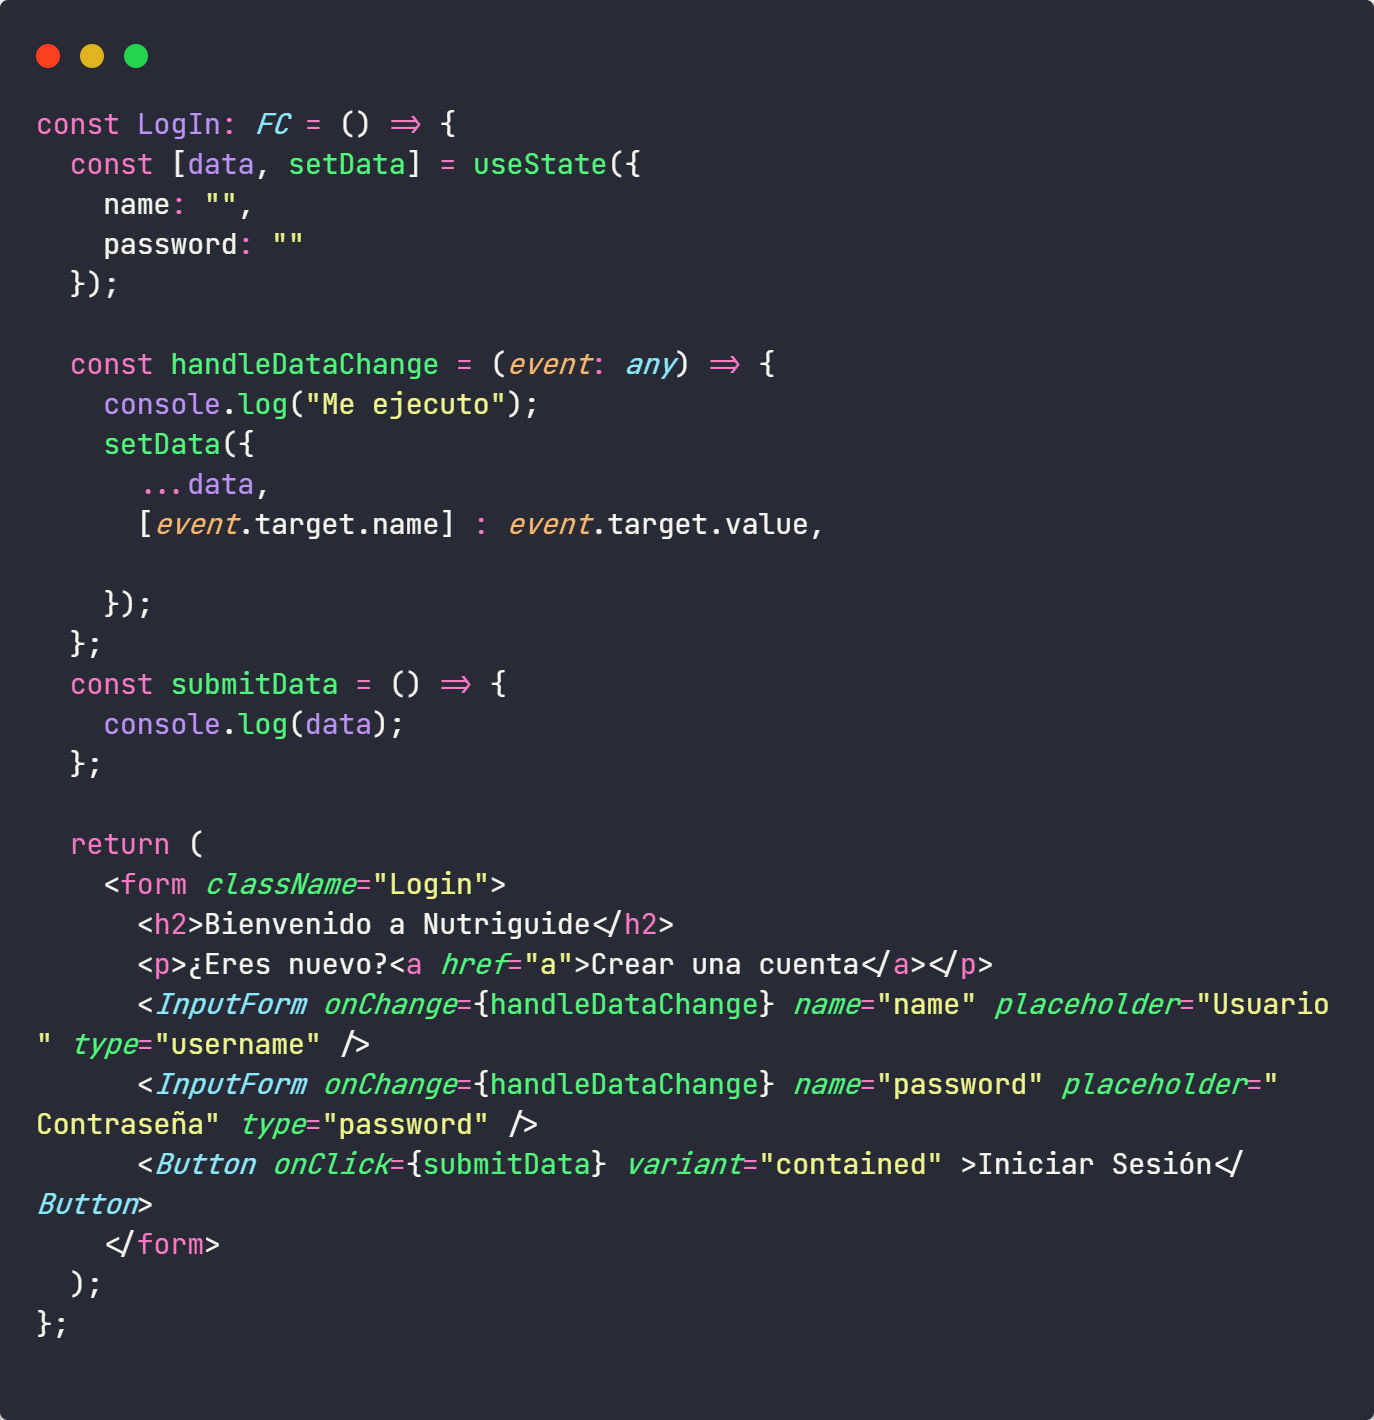 const LogIn: FC = () => {
  const [data, setData] = useState({
    name: "",
    password: ""
  });

  const handleDataChange = (event: any) => {
    console.log("Me ejecuto");
    setData({
      ...data,
      [event.target.name] : event.target.value,

    });
  };
  const submitData = () => {
    console.log(data);
  };

  return (
    <form className="Login">
      <h2>Bienvenido a Nutriguide</h2>
      <p>¿Eres nuevo?<a href="a">Crear una cuenta</a></p>
      <InputForm onChange={handleDataChange} name="name" placeholder="Usuario
" type="username" />
      <InputForm onChange={handleDataChange} name="password" placeholder="
Contraseña" type="password" />
      <Button onClick={submitData} variant="contained" >Iniciar Sesión</
Button>
    </form>
  );
};